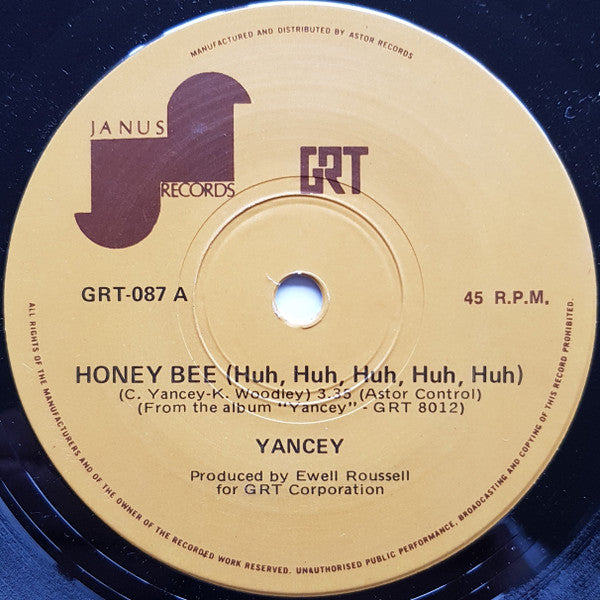 MANUFACTURED AND DISTRIBUTED BY ASTOR RECORDS
JANUS
RECORDS
GRT
GRT-087 A
45 R.P.M.
HONEY BEE (Huh, Huh, Huh, Huh, Huh)
(C. Yancey-K. Woodley) 3.35 (Astor Control)
(From the album "Yancey" - GRT 8012)
YANCEY
Produced by Ewell Roussell
for GRT Corporation
ALL RIGHTS OF THE MANUFACTURERS AND OF THE OWNER OF THE RECORDED WORK RESERVED. UNAUTHORISED PUBLIC PERFORMANCE, BROADCASTING AND COPYING OF THIS RECORD PROHIBITED.